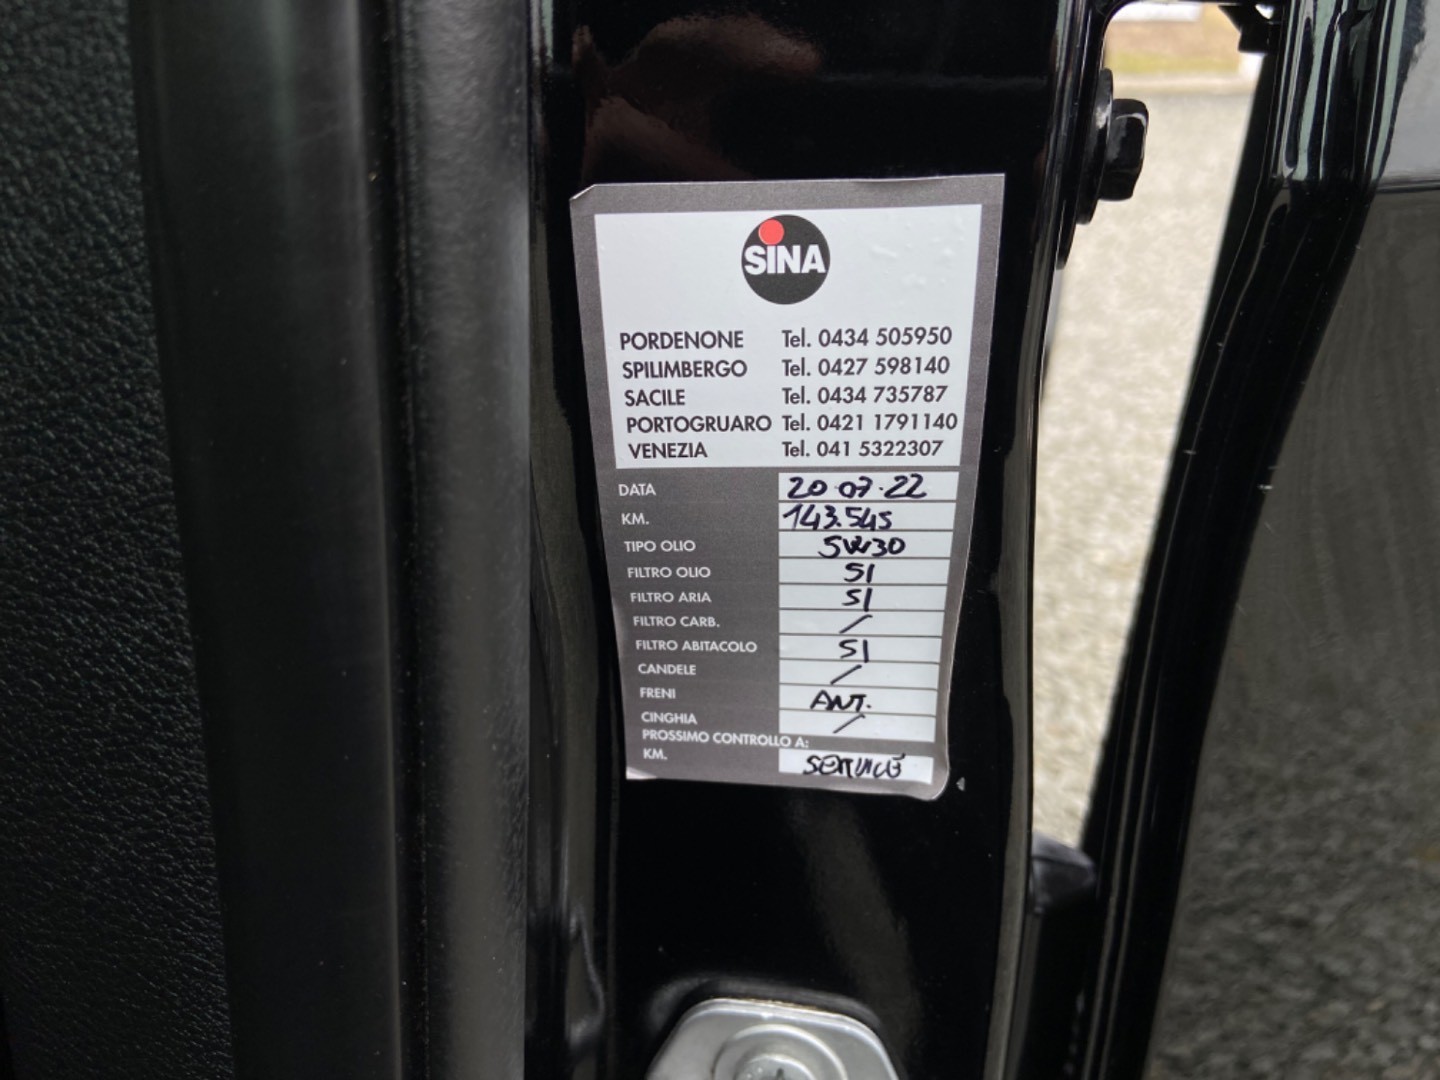 SINA
PORDENONE Tel. 0434 505950
SPILIMBERGO Tel. 0427 598140
SACILE Tel. 0434 735787
PORTOGRUARO Tel. 0421 1791140
VENEZIA Tel. 041 5322307
DATA 20·07·22
KM. 143.545
TIPO OLIO 5W30
FILTRO OLIO SI
FILTRO ARIA SI
FILTRO CARB. /
FILTRO ABITACOLO SI
CANDELE /
FRENI ANT.
CINGHIA /
PROSSIMO CONTROLLO A:
KM. SERVICE